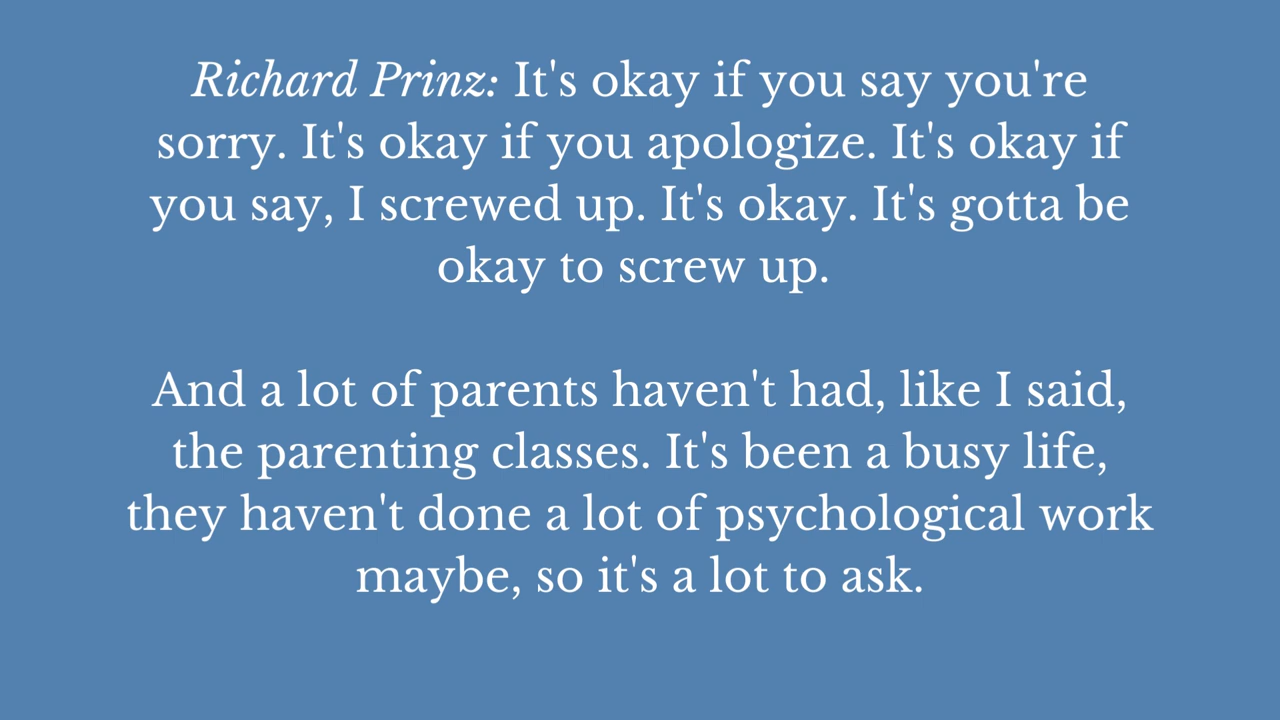 Richard Prinz: It's okay if you say you're
sorry. It's okay if you apologize. It's okay if
you say, I screwed up. It's okay. It's gotta be
okay to screw up.
And a lot of parents haven't had, like I said,
the parenting classes. It's been a busy life,
they haven't done a lot of psychological work
maybe, so it's a lot to ask.